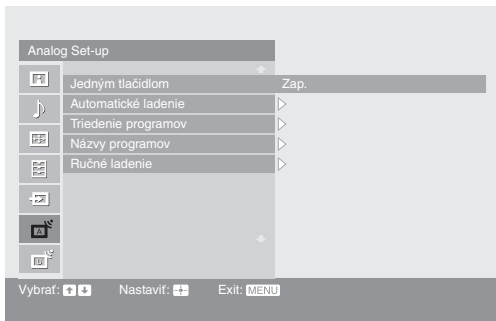 Analog Set-up
Jedným tlačidlom Zap.
Automatické ladenie
Triedenie programov
Názvy programov
Ručné ladenie
A
D
Vybrať: Nastaviť: Exit: MENU